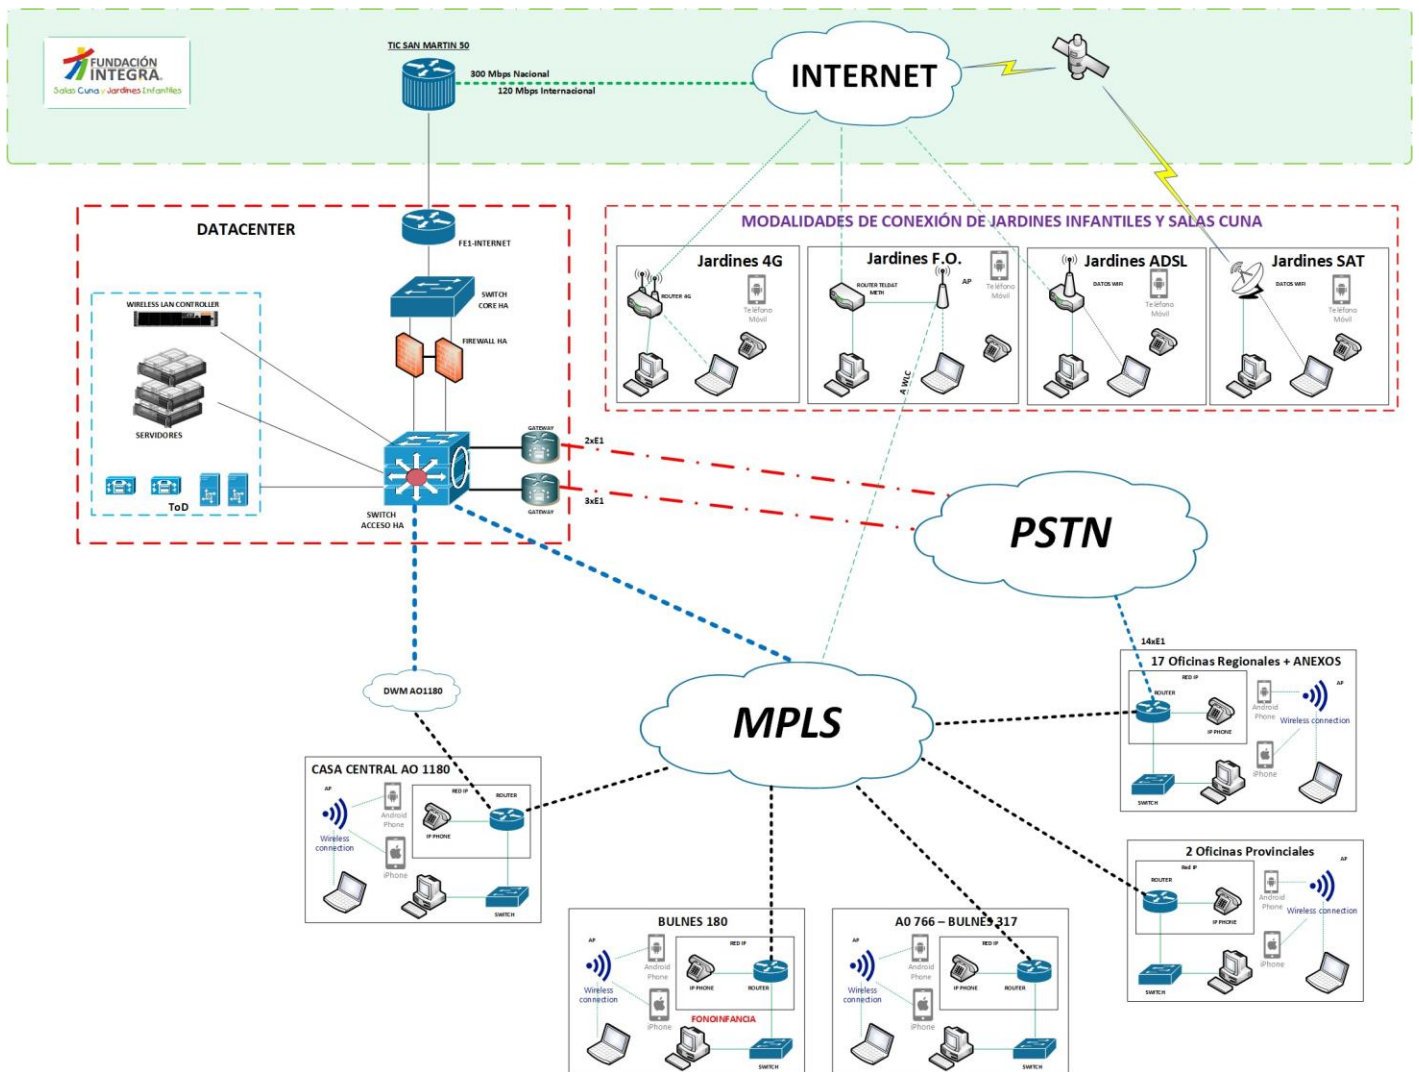 FUNDACIÓN
INTEGRA
Salas Cuna y Jardines Infantiles
TIC SAN MARTIN 50
300 Mbps Nacional
120 Mbps Internacional
INTERNET
DATACENTER
FE1-INTERNET
SWITCH
CORE HA
FIREWALL HA
WIRELESS LAN CONTROLLER
SERVIDORES
ToD
SWITCH
ACCESO HA
GATEWAY
GATEWAY
2xE1
3xE1
MODALIDADES DE CONEXIÓN DE JARDINES INFANTILES Y SALAS CUNA
Jardines 4G
ROUTER 4G
Teléfono
Móvil
Jardines F.O.
ROUTER TELDAT
METH
AP
Teléfono
Móvil
A WLC
Jardines ADSL
DATOS WIFI
Teléfono
Móvil
Jardines SAT
DATOS WIFI
Teléfono
Móvil
PSTN
14xE1
MPLS
DWM AO1180
CASA CENTRAL AO 1180
AP
Wireless
connection
Android
Phone
iPhone
RED IP
ROUTER
IP PHONE
SWITCH
BULNES 180
AP
Wireless
connection
Android
Phone
iPhone
RED IP
IP PHONE
ROUTER
FONOINFANCIA
SWITCH
A0 766 – BULNES 317
AP
Wireless
connection
Android
Phone
iPhone
RED IP
IP PHONE
ROUTER
SWITCH
17 Oficinas Regionales + ANEXOS
RED IP
ROUTER
IP PHONE
SWITCH
Android
Phone
iPhone
AP
Wireless connection
2 Oficinas Provinciales
Red IP
ROUTER
IP PHONE
SWITCH
Android
Phone
iPhone
AP
Wireless connection